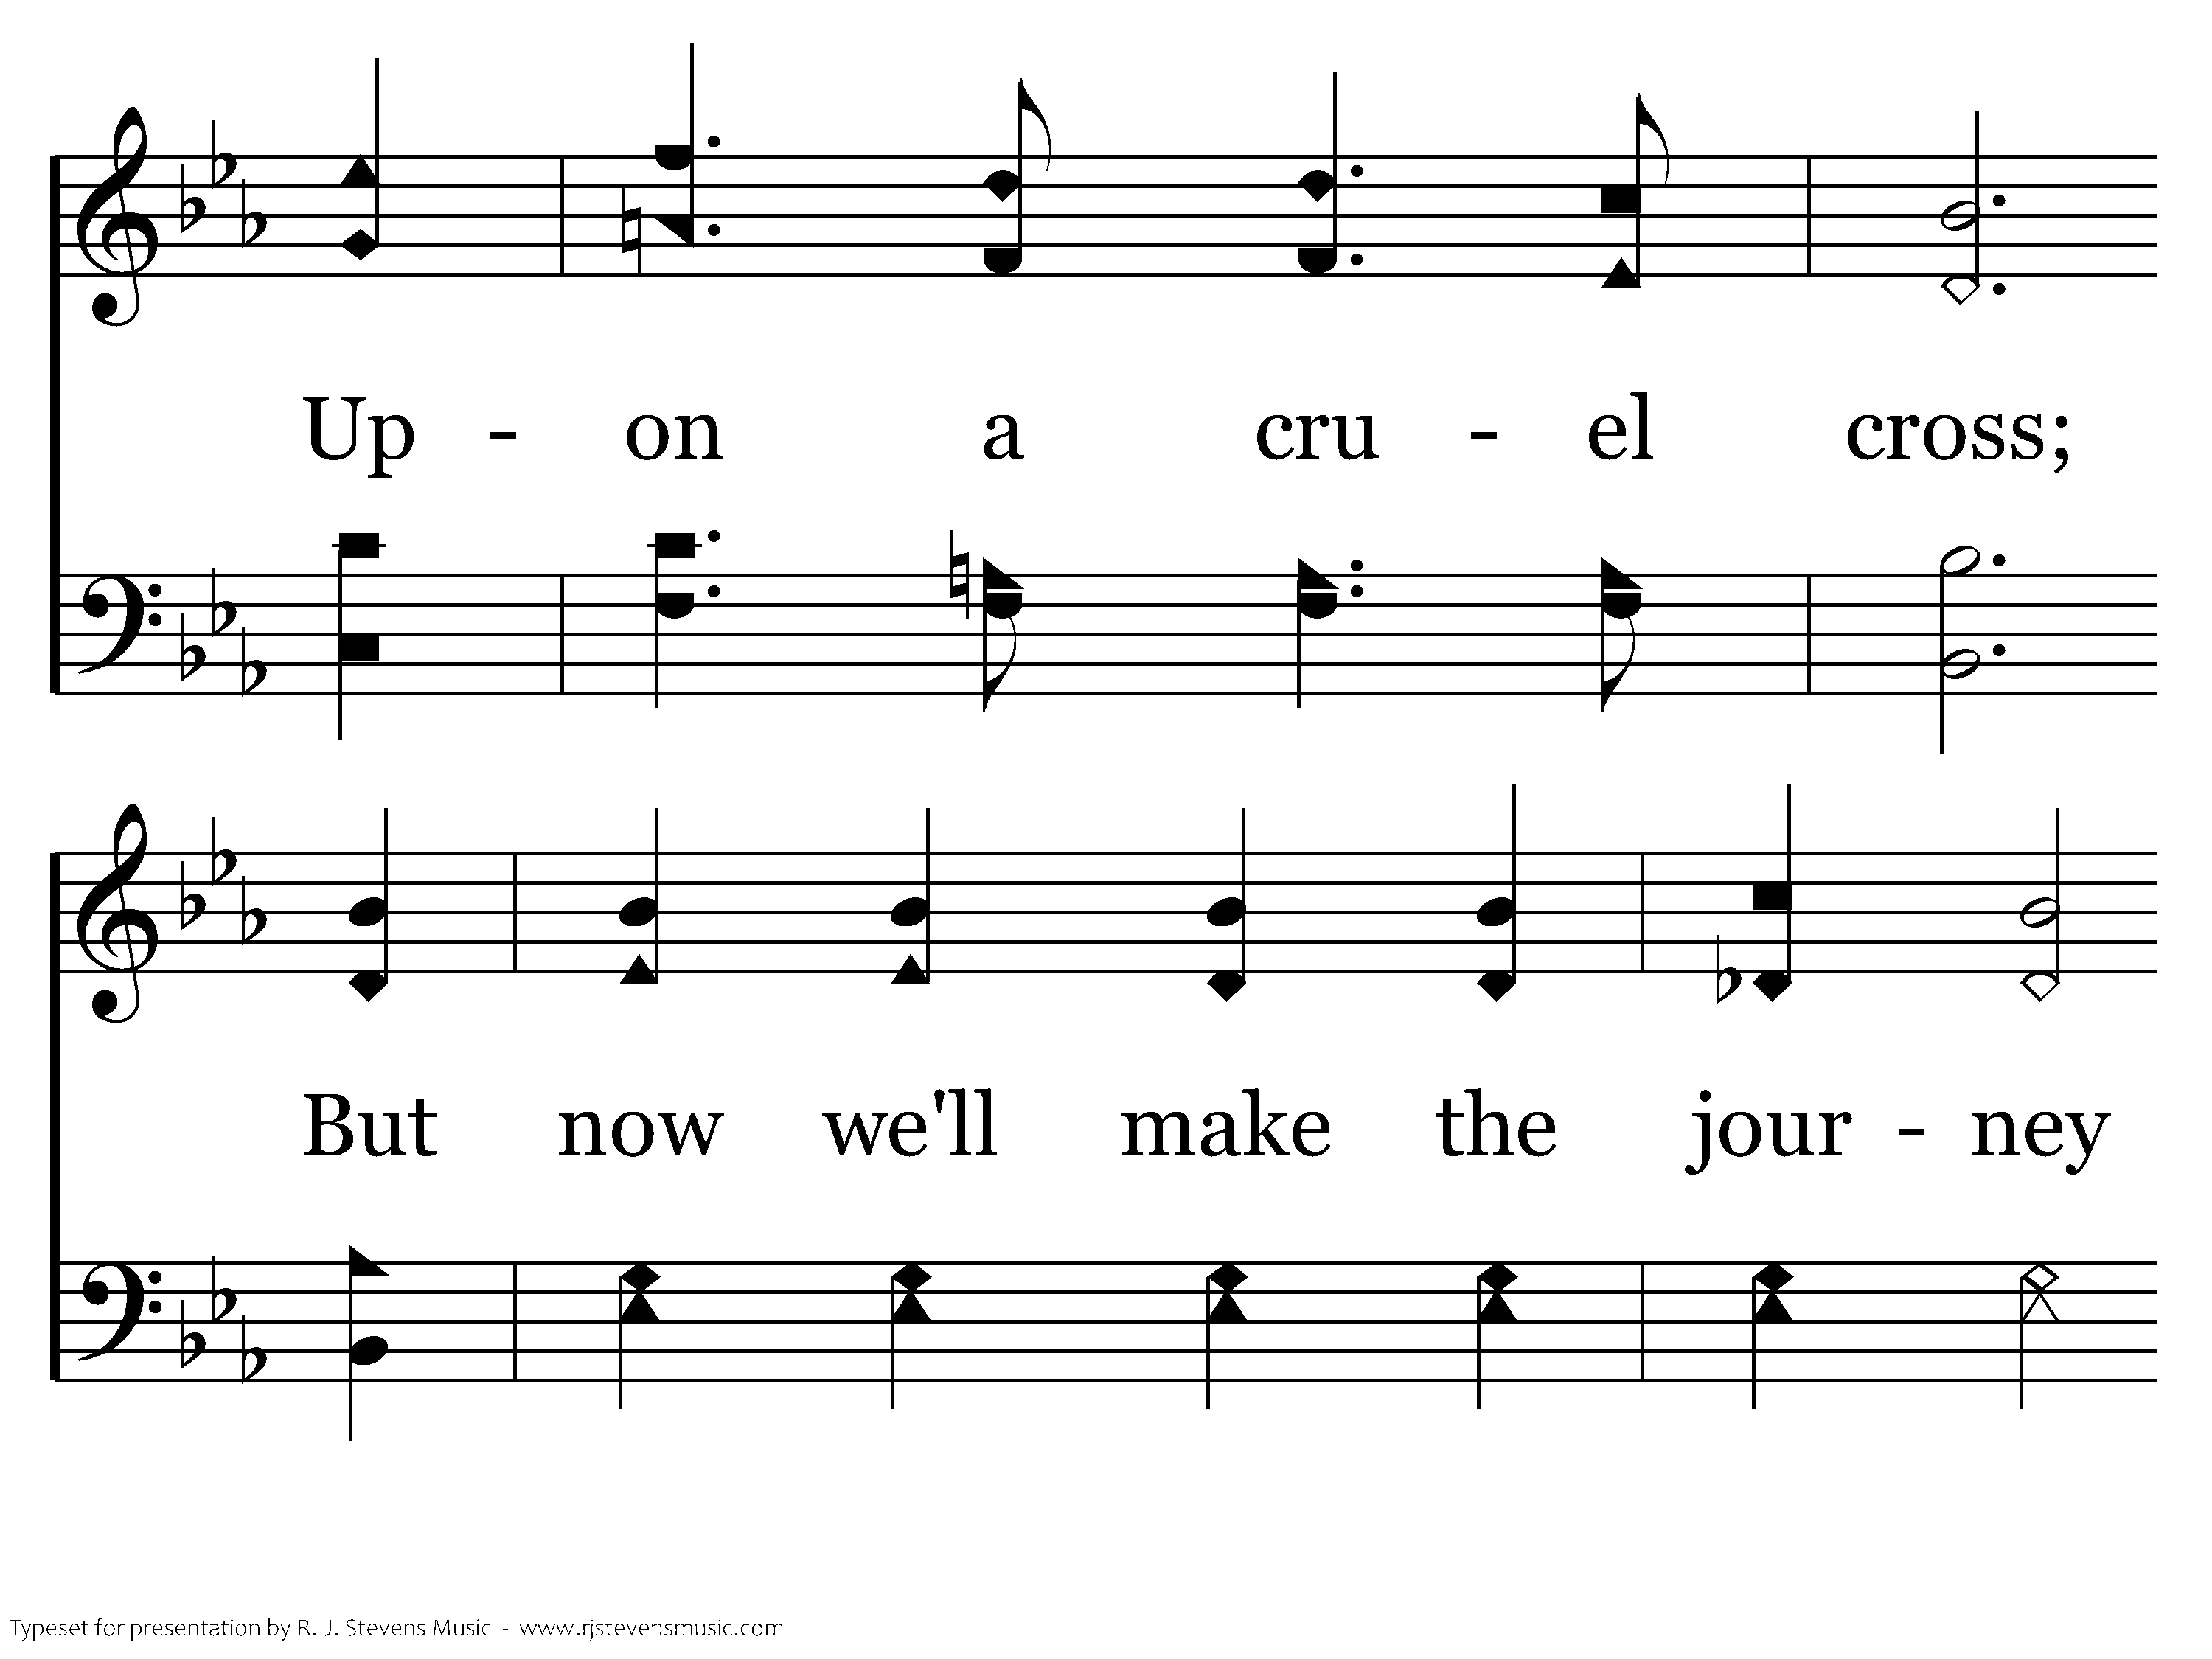 Up - on a cru - el cross;
But now we'll make the jour - ney
Typeset for presentation by R. J. Stevens Music - www.rjstevensmusic.com